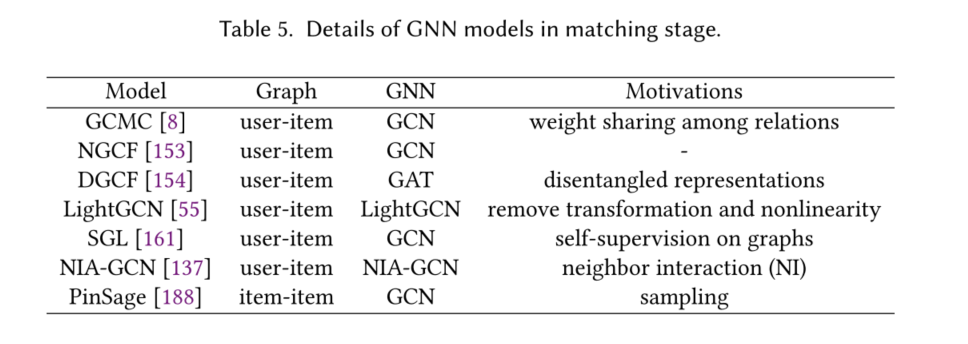 Table 5. Details of GNN models in matching stage.
Model Graph GNN Motivations
GCMC [8] user-item GCN weight sharing among relations
NGCF [153] user-item GCN -
DGCF [154] user-item GAT disentangled representations
LightGCN [55] user-item LightGCN remove transformation and nonlinearity
SGL [161] user-item GCN self-supervision on graphs
NIA-GCN [137] user-item NIA-GCN neighbor interaction (NI)
PinSage [188] item-item GCN sampling